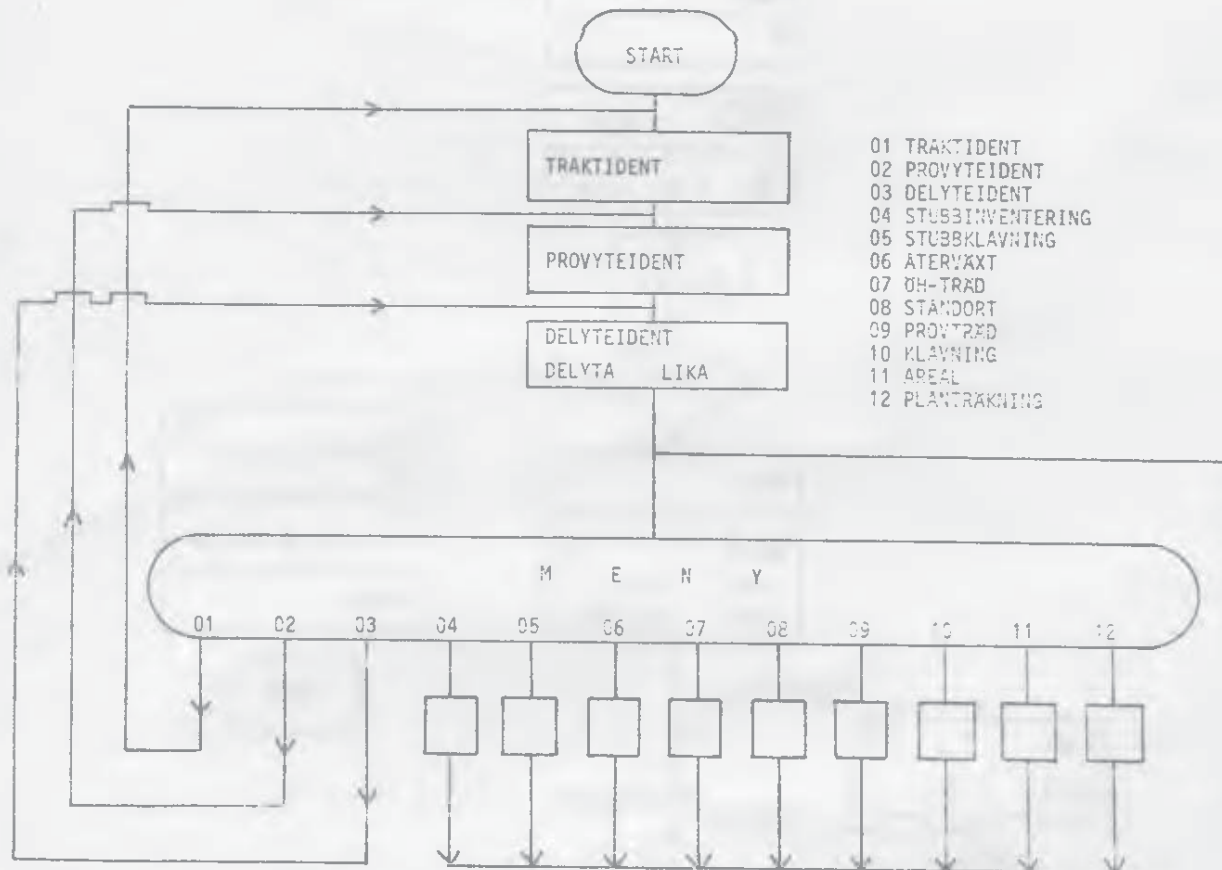 START
TRAKTIDENT
PROVYTEIDENT
DELYTEIDENT
DELYTA LIKA
01 TRAKTIDENT
02 PROVYTEIDENT
03 DELYTEIDENT
04 STUBBINVENTERING
05 STUBBKLAVNING
06 ÅTERVÄXT
07 ÖH-TRÄD
08 STÅNDORT
09 PROVTRÄD
10 KLAVNING
11 AREAL
12 PLANTRÄKNING
M E N Y
01 02 03 04 05 06 07 08 09 10 11 12